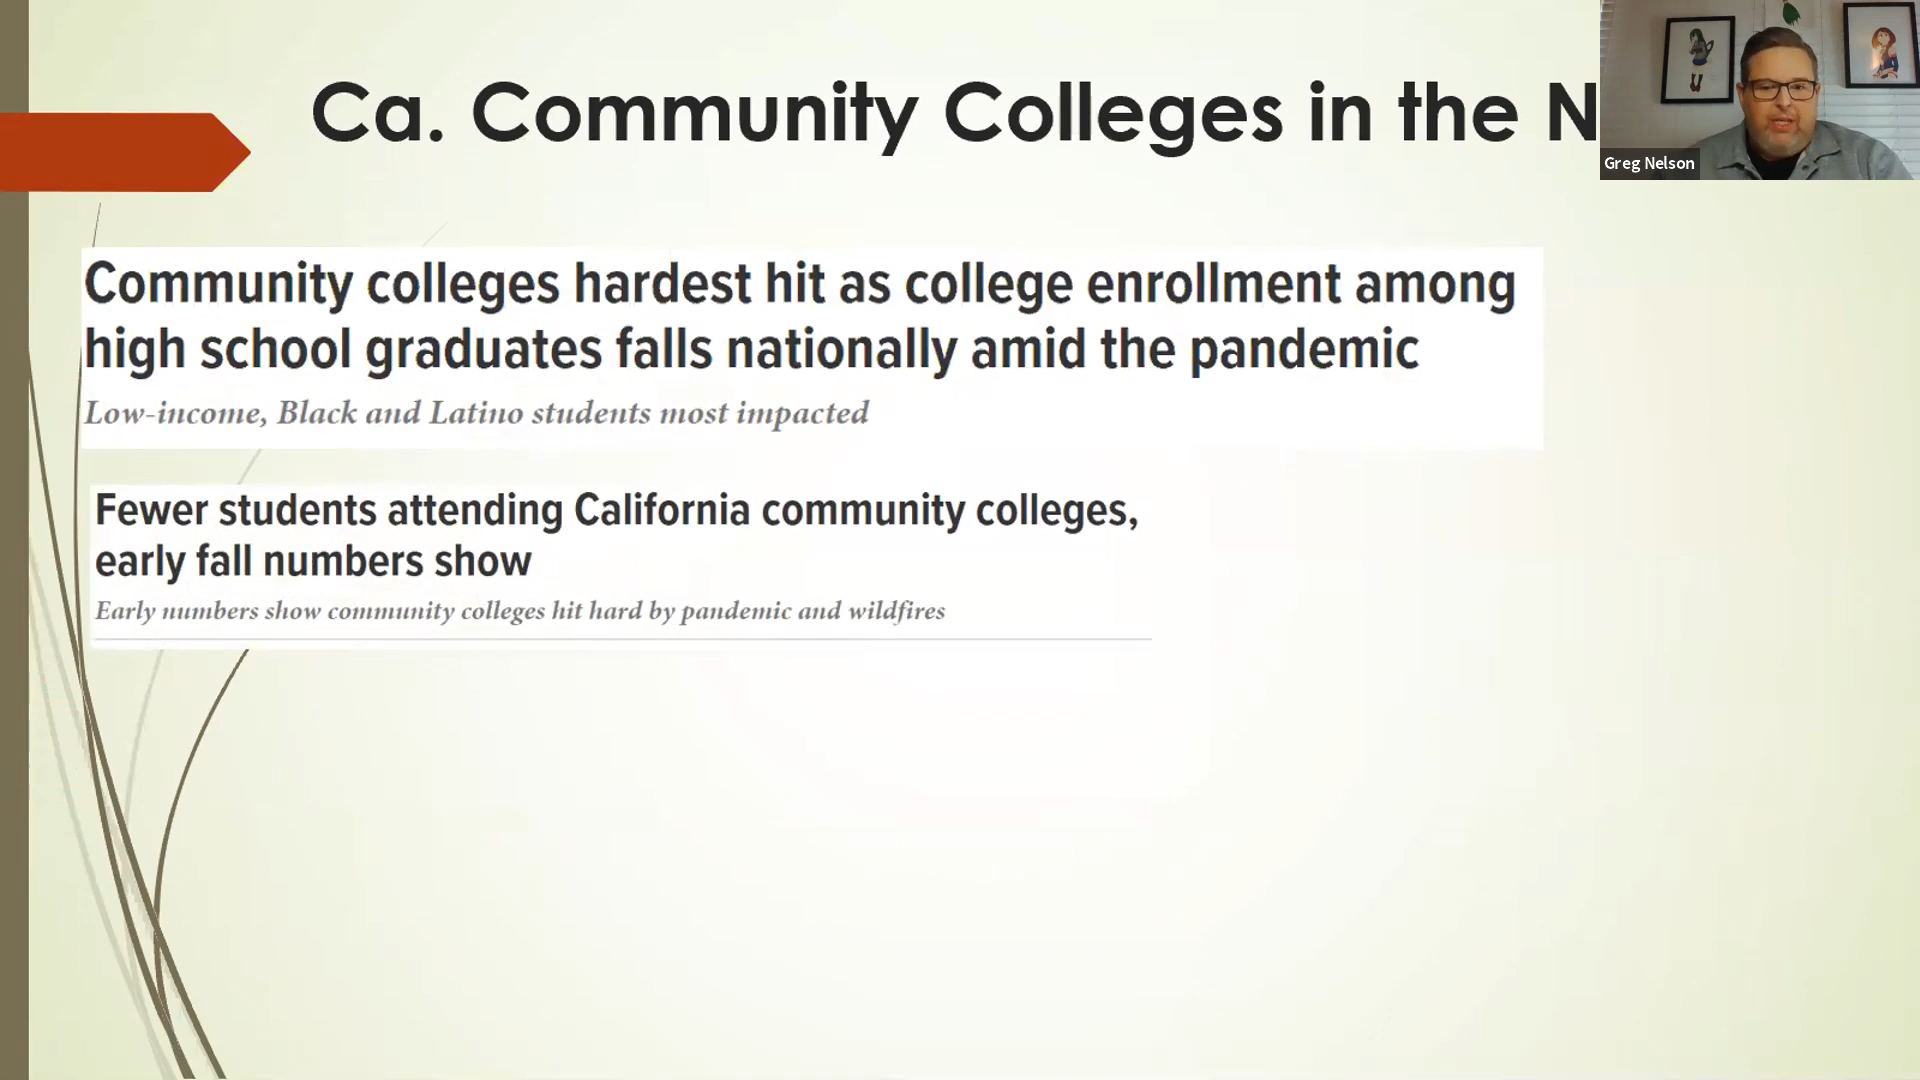 Ca. Community Colleges in the N
Greg Nelson
Community colleges hardest hit as college enrollment among
high school graduates falls nationally amid the pandemic
Low-income, Black and Latino students most impacted
Fewer students attending California community colleges,
early fall numbers show
Early numbers show community colleges hit hard by pandemic and wildfires